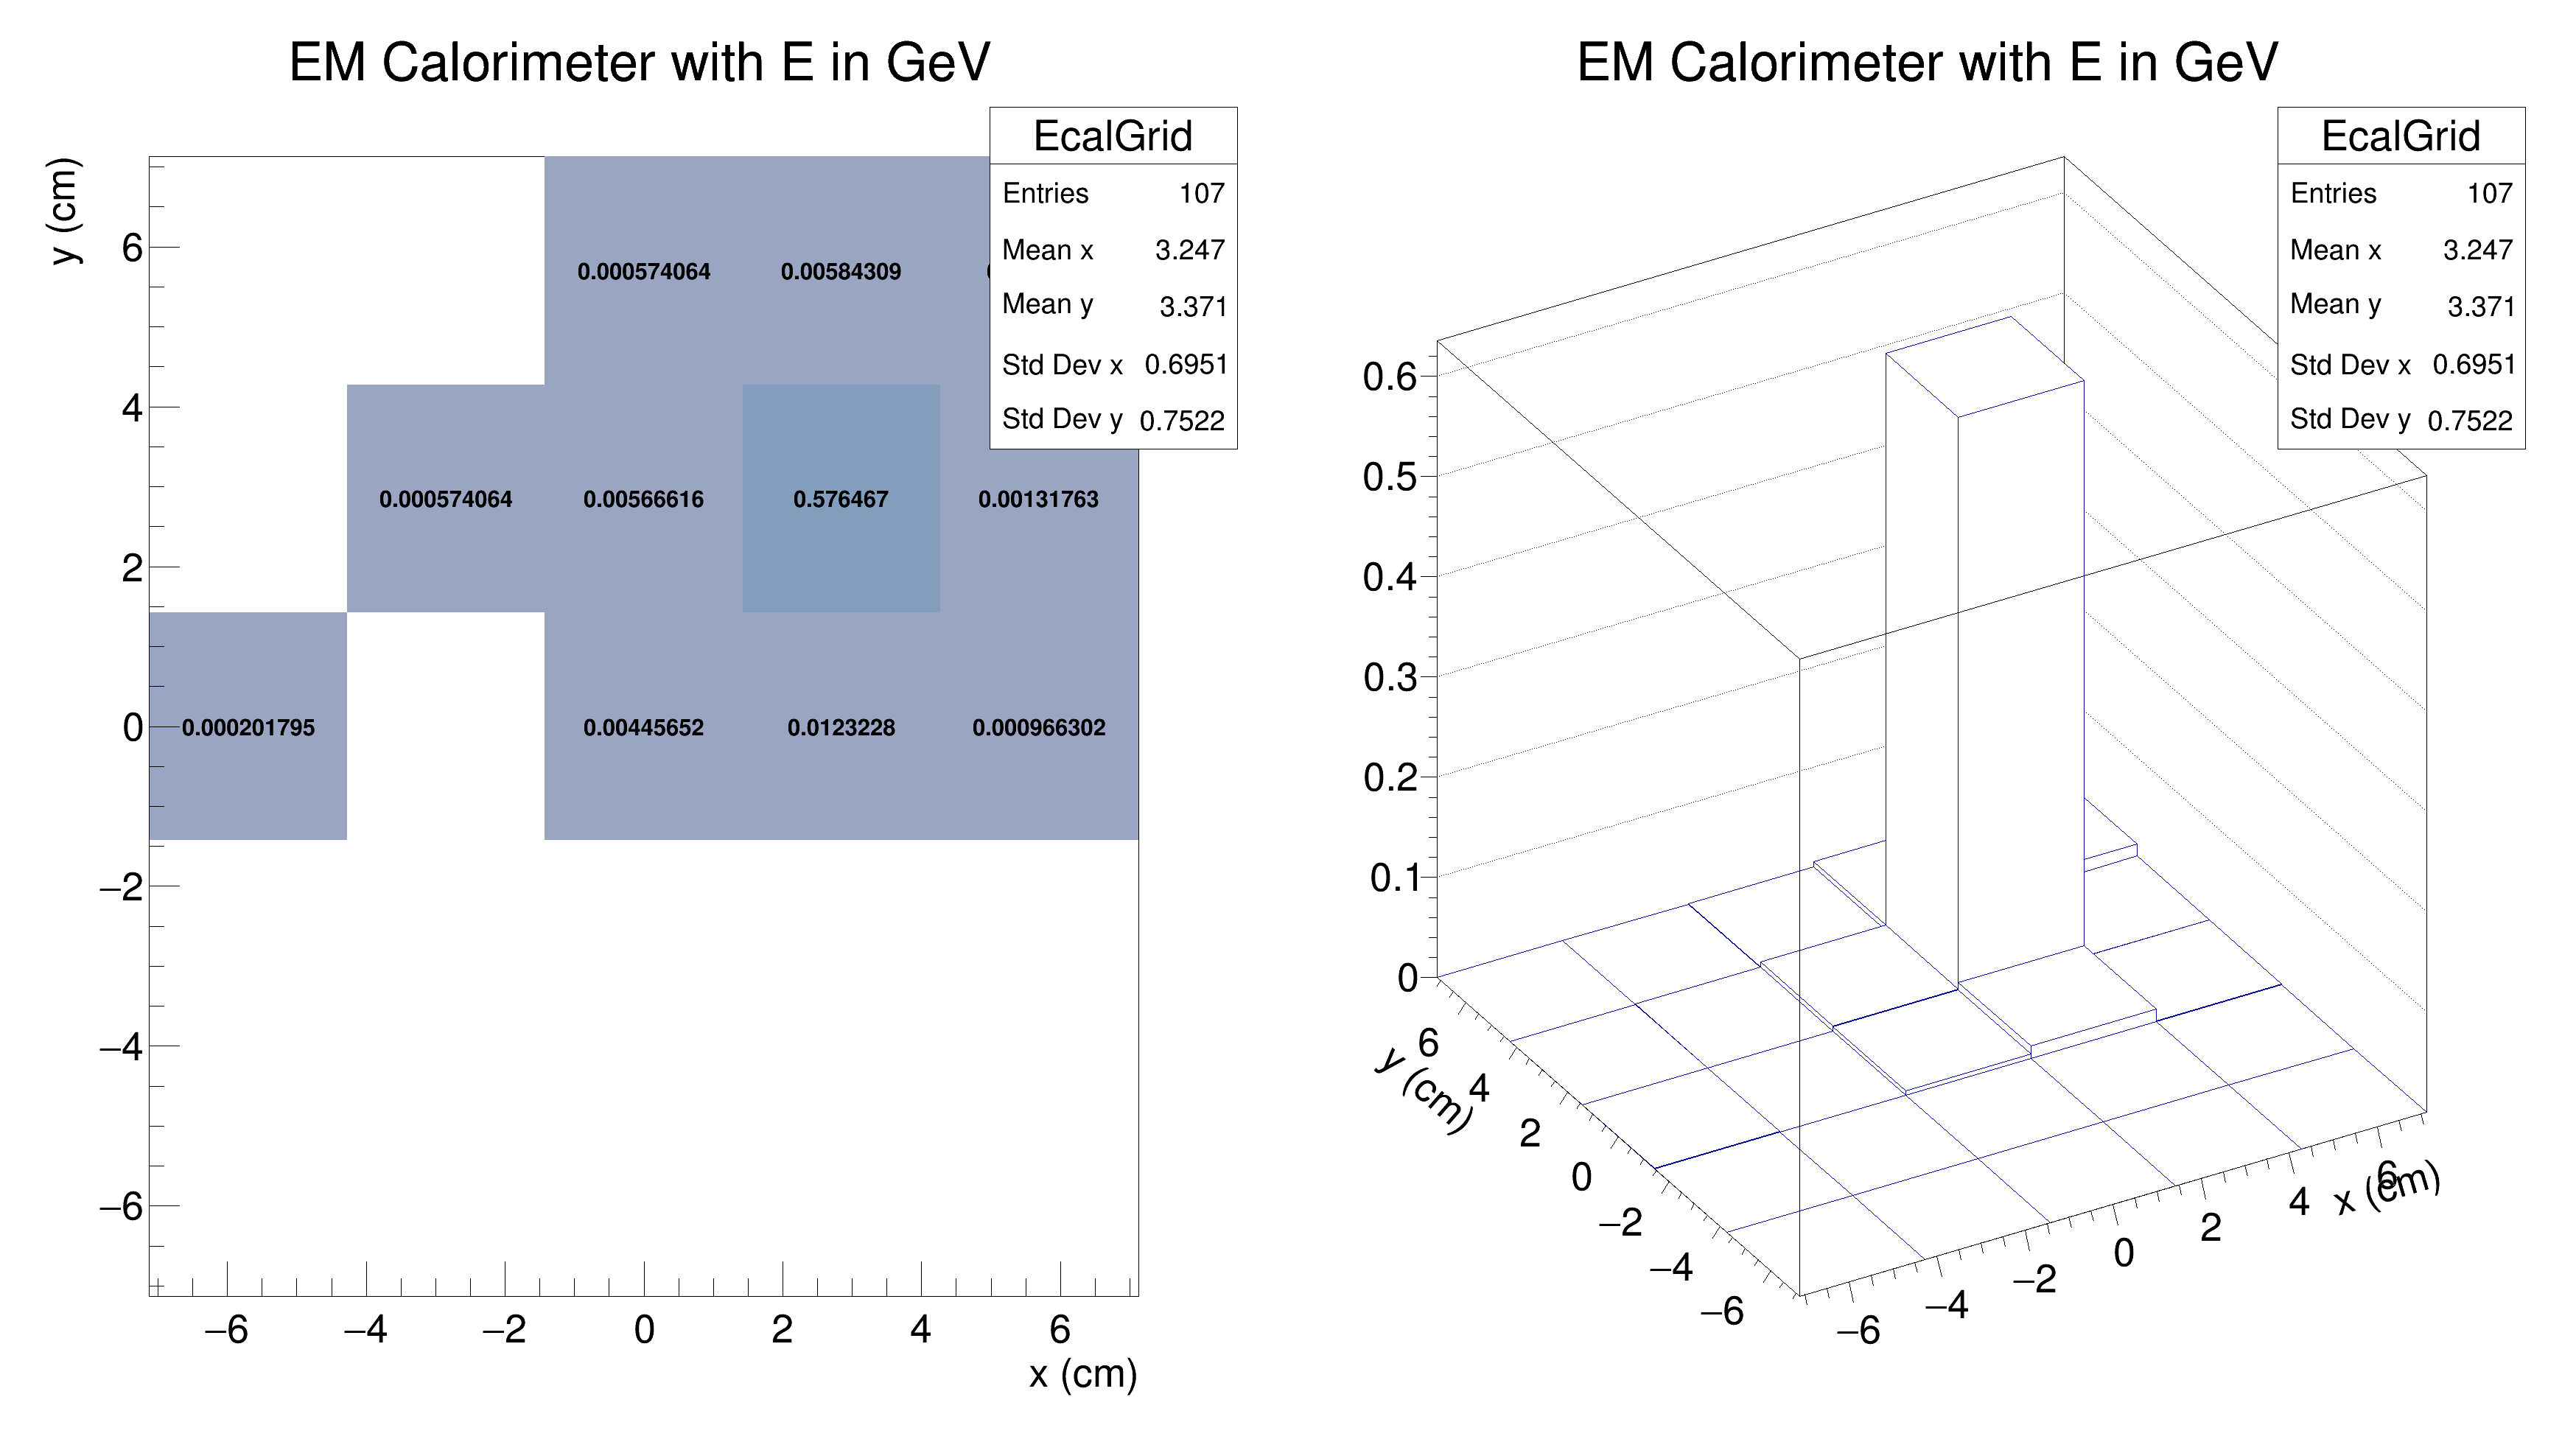 EM Calorimeter with E in GeV
EcalGrid
Entries 107
Mean x 3.247
Mean y 3.371
Std Dev x 0.6951
Std Dev y 0.7522
y (cm)
6
4
2
0
−2
−4
−6
0.000574064 0.00584309
0.000574064 0.00566616 0.576467 0.00131763
0.000201795 0.00445652 0.0123228 0.000966302
−6 −4 −2 0 2 4 6
x (cm)
EM Calorimeter with E in GeV
EcalGrid
Entries 107
Mean x 3.247
Mean y 3.371
Std Dev x 0.6951
Std Dev y 0.7522
0.6
0.5
0.4
0.3
0.2
0.1
0
6
4
2
0
−2
−4
−6
y (cm)
−6
−4
−2
0
2
4
6
x (cm)